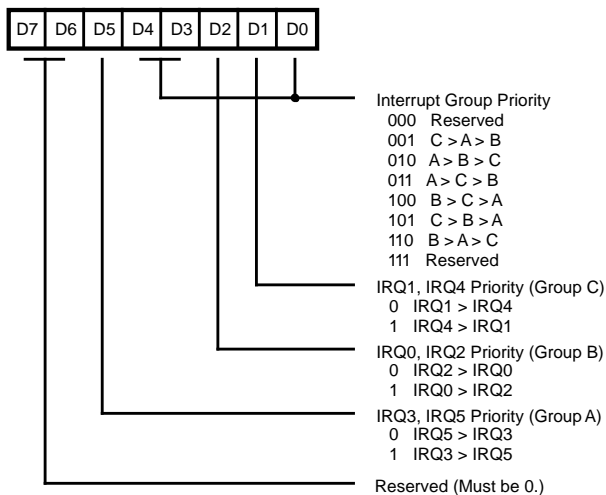 D7 D6 D5 D4 D3 D2 D1 D0
Interrupt Group Priority
000 Reserved
001 C > A > B
010 A > B > C
011 A > C > B
100 B > C > A
101 C > B > A
110 B > A > C
111 Reserved
IRQ1, IRQ4 Priority (Group C)
0 IRQ1 > IRQ4
1 IRQ4 > IRQ1
IRQ0, IRQ2 Priority (Group B)
0 IRQ2 > IRQ0
1 IRQ0 > IRQ2
IRQ3, IRQ5 Priority (Group A)
0 IRQ5 > IRQ3
1 IRQ3 > IRQ5
Reserved (Must be 0.)